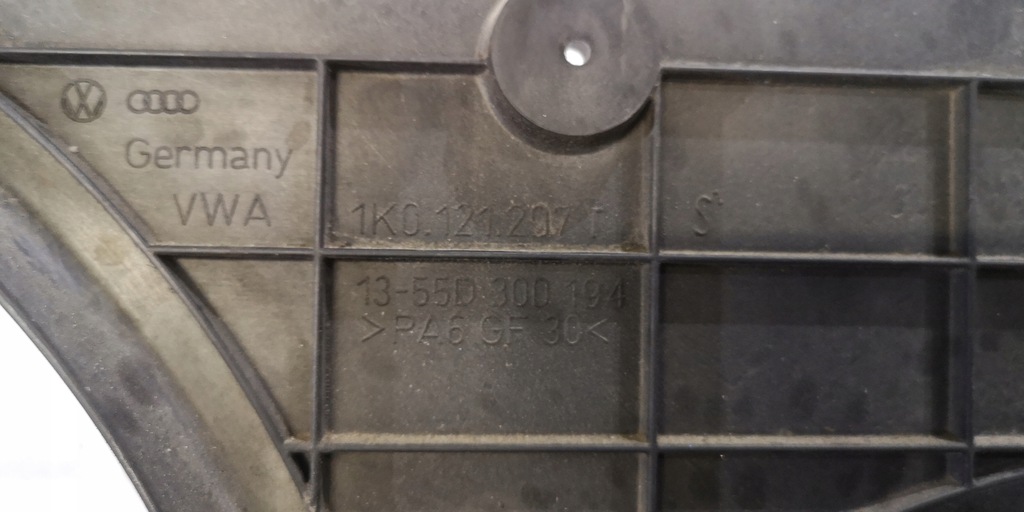 Germany
VWA
1K0.121.207 T
S
13-55D 300 194
>PA6 GF 30<